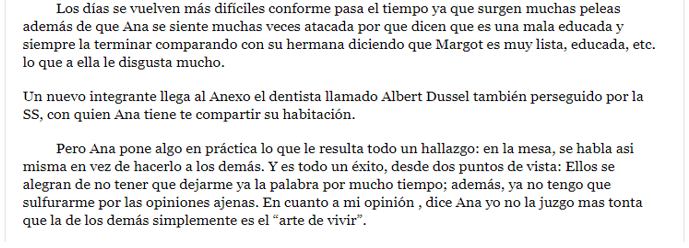 Los días se vuelven más difíciles conforme pasa el tiempo ya que surgen muchas peleas
además de que Ana se siente muchas veces atacada por que dicen que es una mala educada y
siempre la terminar comparando con su hermana diciendo que Margot es muy lista, educada, etc.
lo que a ella le disgusta mucho.
Un nuevo integrante llega al Anexo el dentista llamado Albert Dussel también perseguido por la
SS, con quien Ana tiene te compartir su habitación.
Pero Ana pone algo en práctica lo que le resulta todo un hallazgo: en la mesa, se habla asi
misma en vez de hacerlo a los demás. Y es todo un éxito, desde dos puntos de vista: Ellos se
alegran de no tener que dejarme ya la palabra por mucho tiempo; además, ya no tengo que
sulfurarme por las opiniones ajenas. En cuanto a mi opinión , dice Ana yo no la juzgo mas tonta
que la de los demás simplemente es el “arte de vivir”.